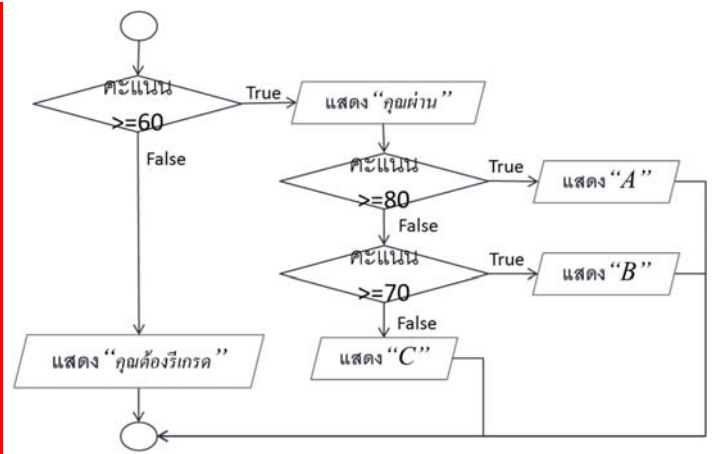 คะแนน
>=60
True
แสดง “คุณผ่าน”
False
คะแนน
>=80
True
แสดง “A”
False
คะแนน
>=70
True
แสดง “B”
False
แสดง “คุณต้องรีเกรด”
แสดง “C”